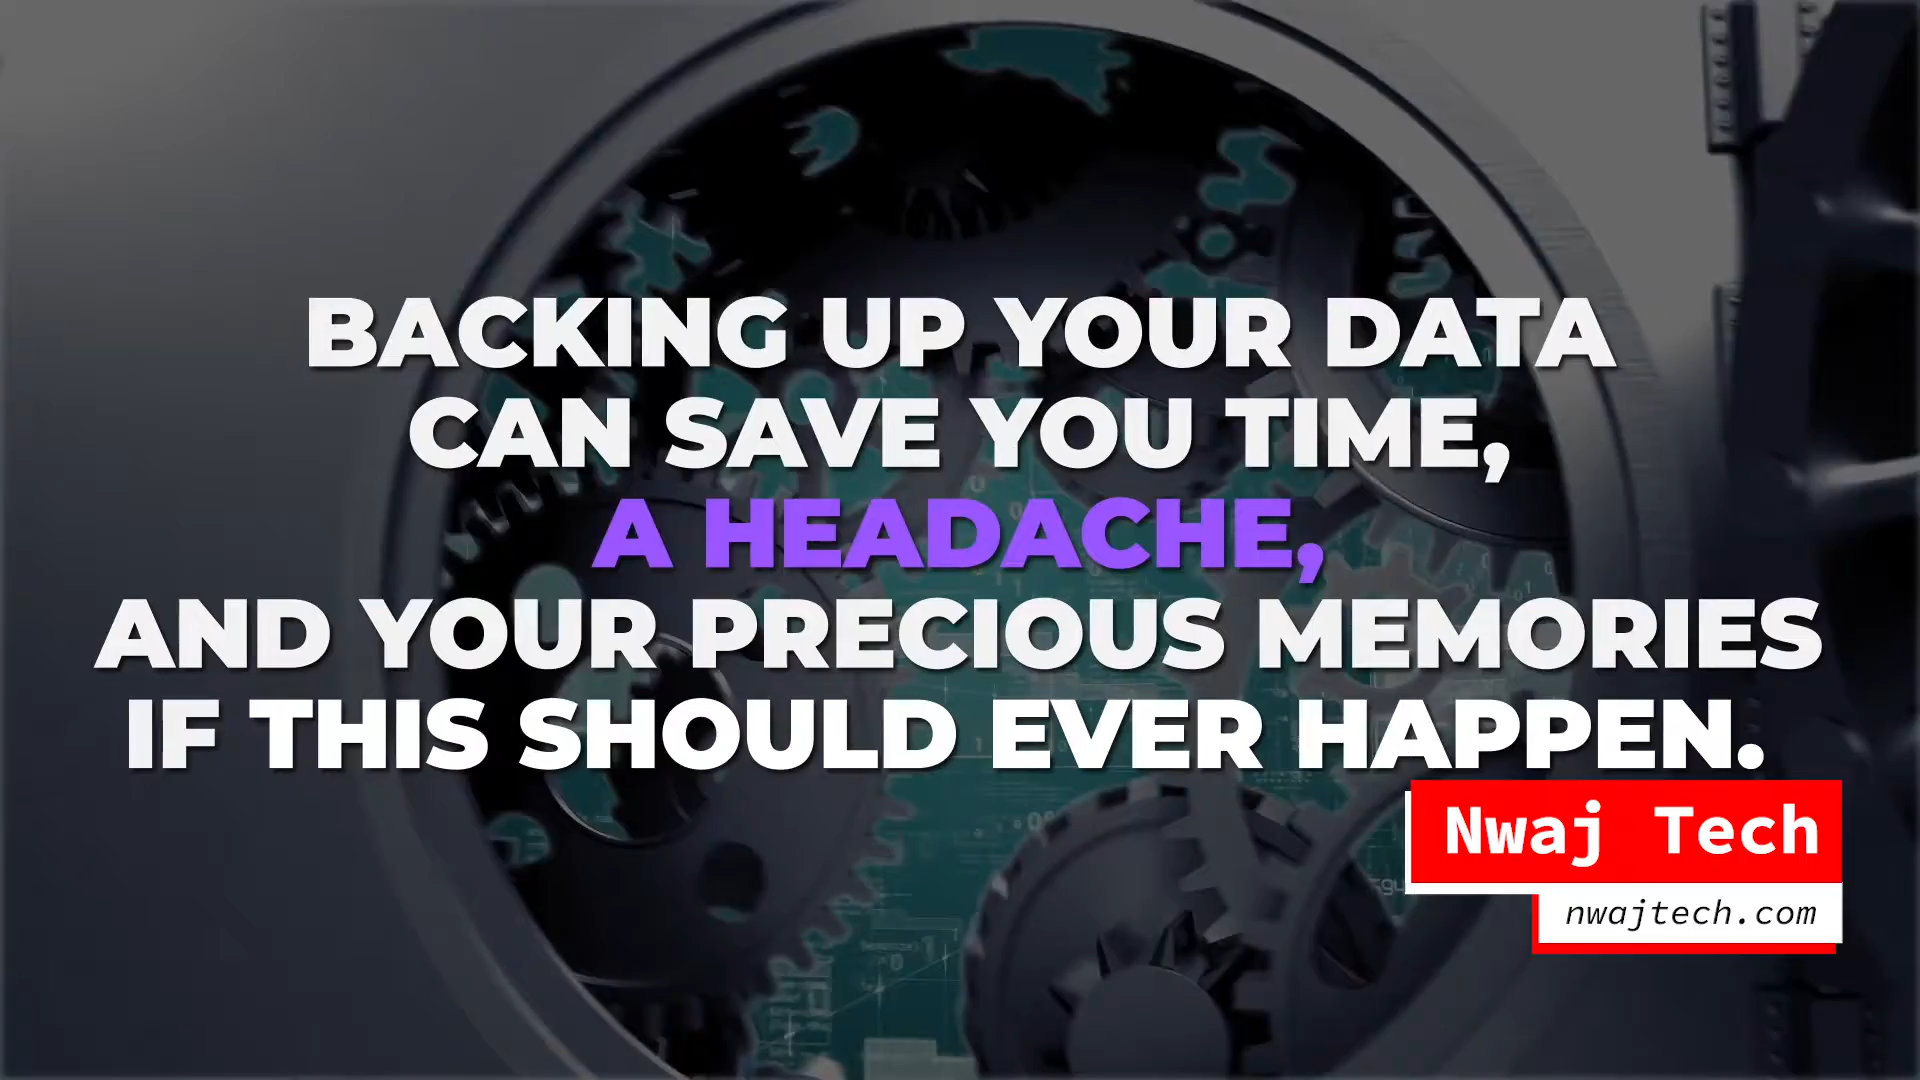 BACKING UP YOUR DATA
CAN SAVE YOU TIME,
A HEADACHE,
AND YOUR PRECIOUS MEMORIES
IF THIS SHOULD EVER HAPPEN.
Nwaj Tech
nwajtech.com